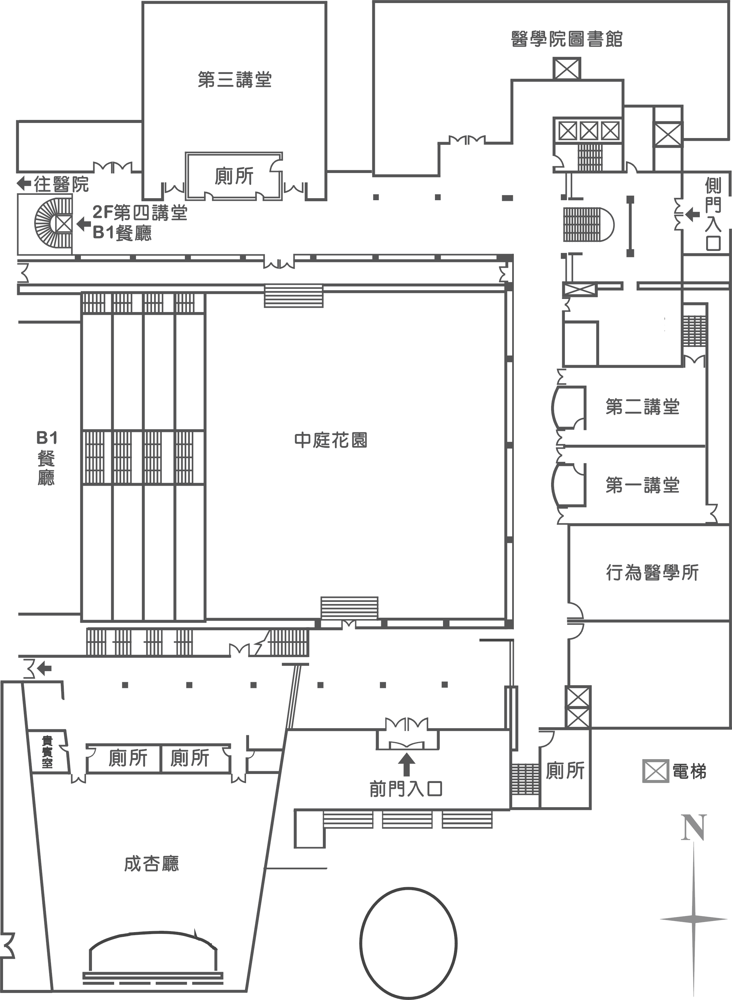 醫學院圖書館
第三講堂
廁所
往醫院
側門入口
2F第四講堂
B1餐廳
第二講堂
B1
餐廳
中庭花園
第一講堂
行為醫學所
貴賓室
廁所
廁所
廁所
電梯
前門入口
N
成杏廳